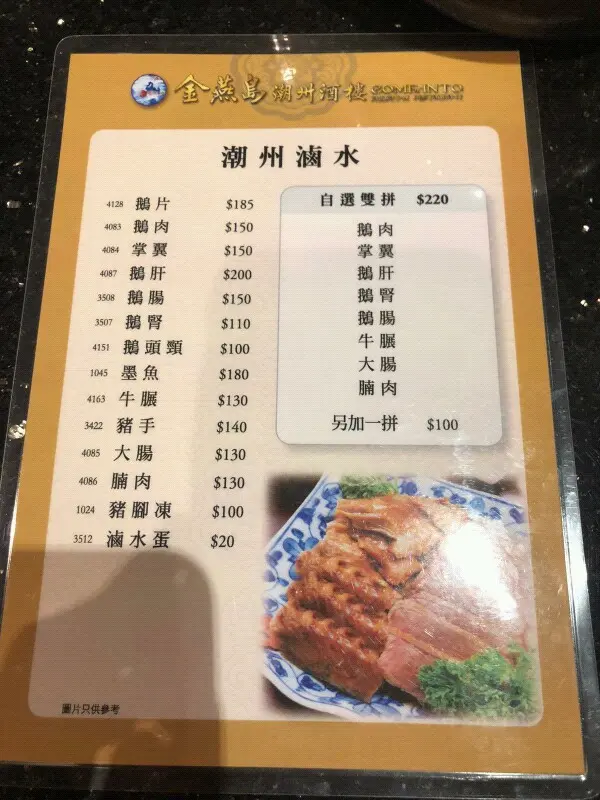 金燕島潮州酒楼
潮州滷水
4128 鵝片 $185
4083 鵝肉 $150
4084 掌翼 $150
4087 鵝肝 $200
3508 鵝腸 $150
3507 鵝腎 $110
4151 鵝頭頸 $100
1045 墨魚 $180
4163 牛𦟌 $130
3422 豬手 $140
4085 大腸 $130
4086 腩肉 $130
1024 豬腳凍 $100
3512 滷水蛋 $20
自選雙拼 $220
鵝肉
掌翼
鵝肝
鵝腎
鵝腸
牛𦟌
大腸
腩肉
另加一拼 $100
圖片只供參考